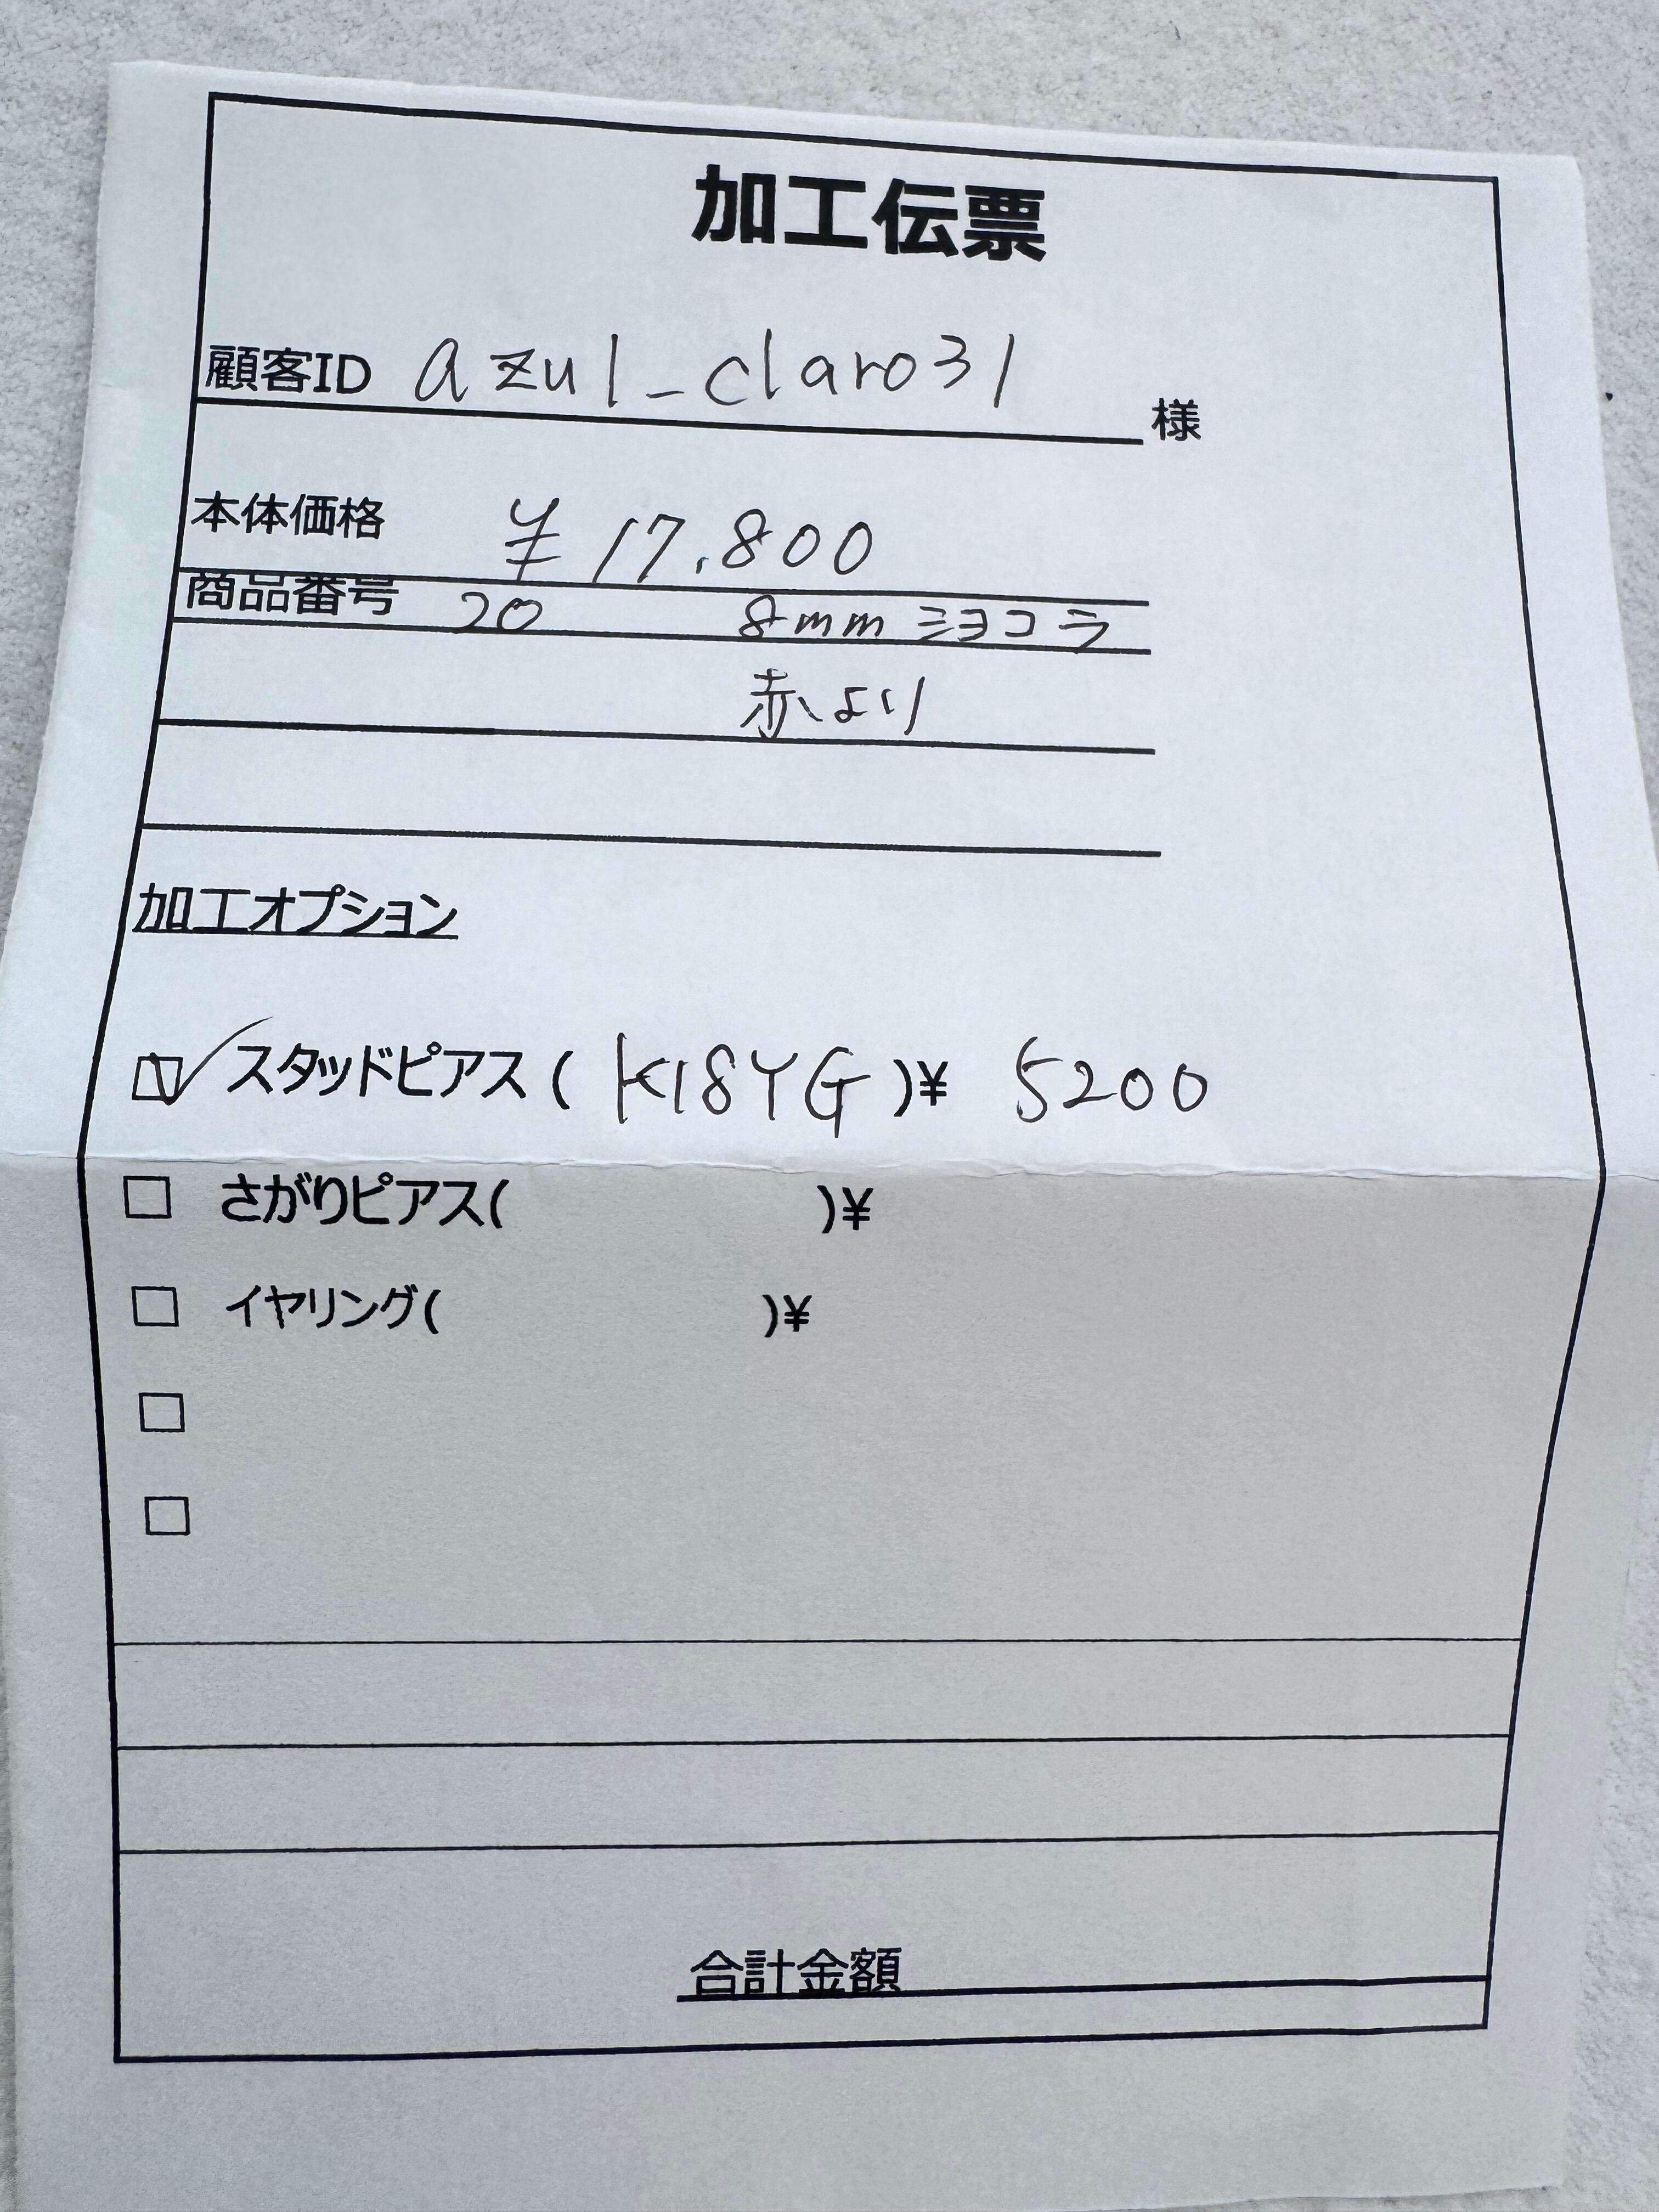 加工伝票
顧客ID azul_claro31 様
本体価格 ¥17,800
商品番号 20 8mm ショコラ
赤より
加工オプション
☑ スタッドピアス( K18YG )¥ 5200
□ さがりピアス( )¥
□ イヤリング( )¥
□
□
合計金額